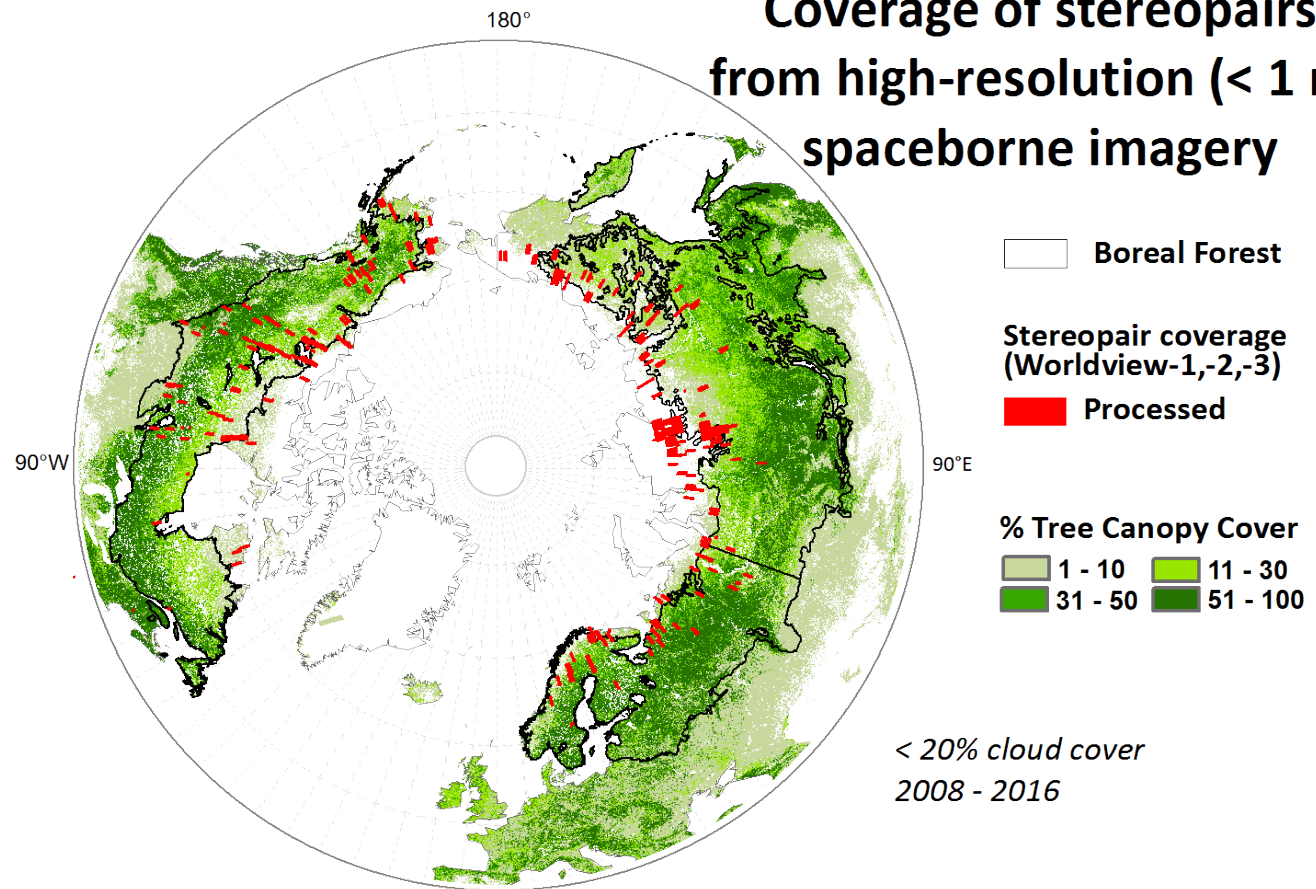 Coverage of stereopairs
from high-resolution (< 1
spaceborne imagery
180°
90°W
90°E
Boreal Forest
Stereopair coverage
(Worldview-1,-2,-3)
Processed
% Tree Canopy Cover
1 - 10
11 - 30
31 - 50
51 - 100
< 20% cloud cover
2008 - 2016